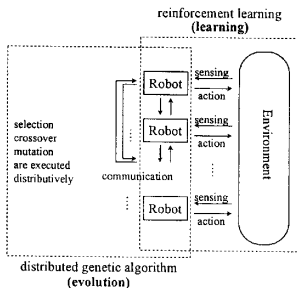 reinforcement learning
(learning)
sensing
Robot
action
selection
crossover
mutation
are executed
distributively
sensing
Robot
action
communication
Environment
sensing
Robot
action
distributed genetic algorithm
(evolution)